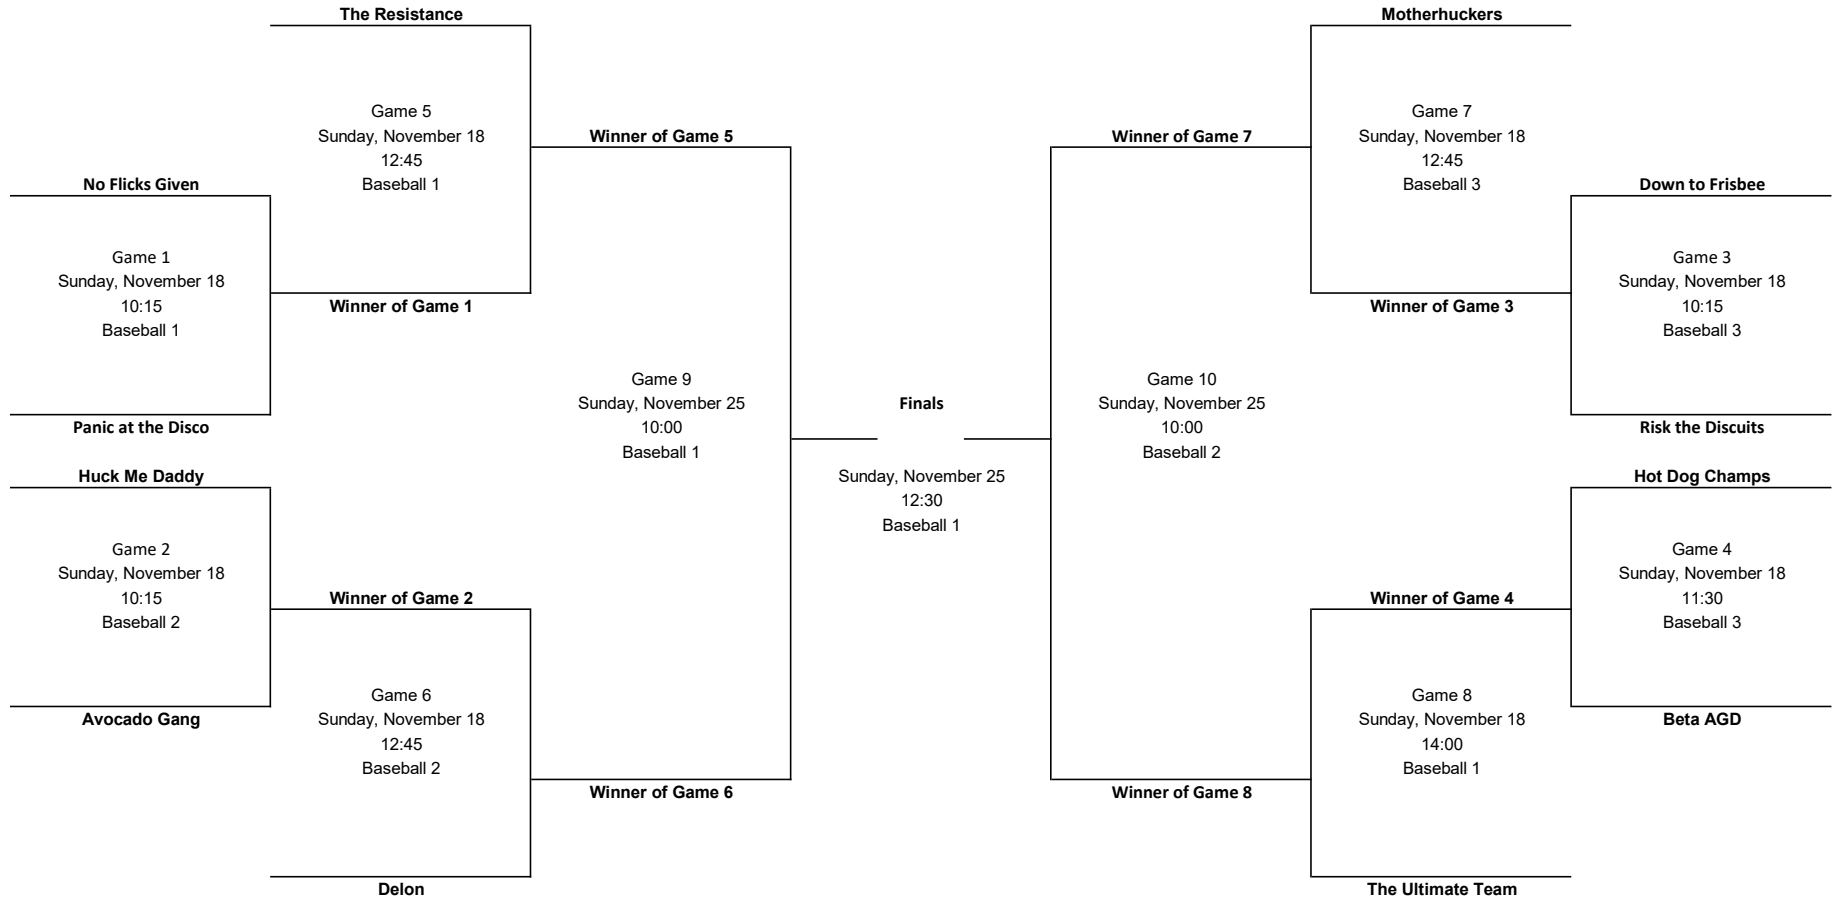 The Resistance
Game 5
Sunday, November 18
12:45
Baseball 1
No Flicks Given
Game 1
Sunday, November 18
10:15
Baseball 1
Winner of Game 1
Panic at the Disco
Winner of Game 5
Game 9
Sunday, November 25
10:00
Baseball 1
Huck Me Daddy
Game 2
Sunday, November 18
10:15
Baseball 2
Winner of Game 2
Avocado Gang
Game 6
Sunday, November 18
12:45
Baseball 2
Winner of Game 6
Delon
Finals
Sunday, November 25
12:30
Baseball 1
Motherhuckers
Game 7
Sunday, November 18
12:45
Baseball 3
Winner of Game 7
Down to Frisbee
Game 3
Sunday, November 18
10:15
Baseball 3
Winner of Game 3
Risk the Discuits
Game 10
Sunday, November 25
10:00
Baseball 2
Hot Dog Champs
Game 4
Sunday, November 18
11:30
Baseball 3
Winner of Game 4
Beta AGD
Game 8
Sunday, November 18
14:00
Baseball 1
Winner of Game 8
The Ultimate Team